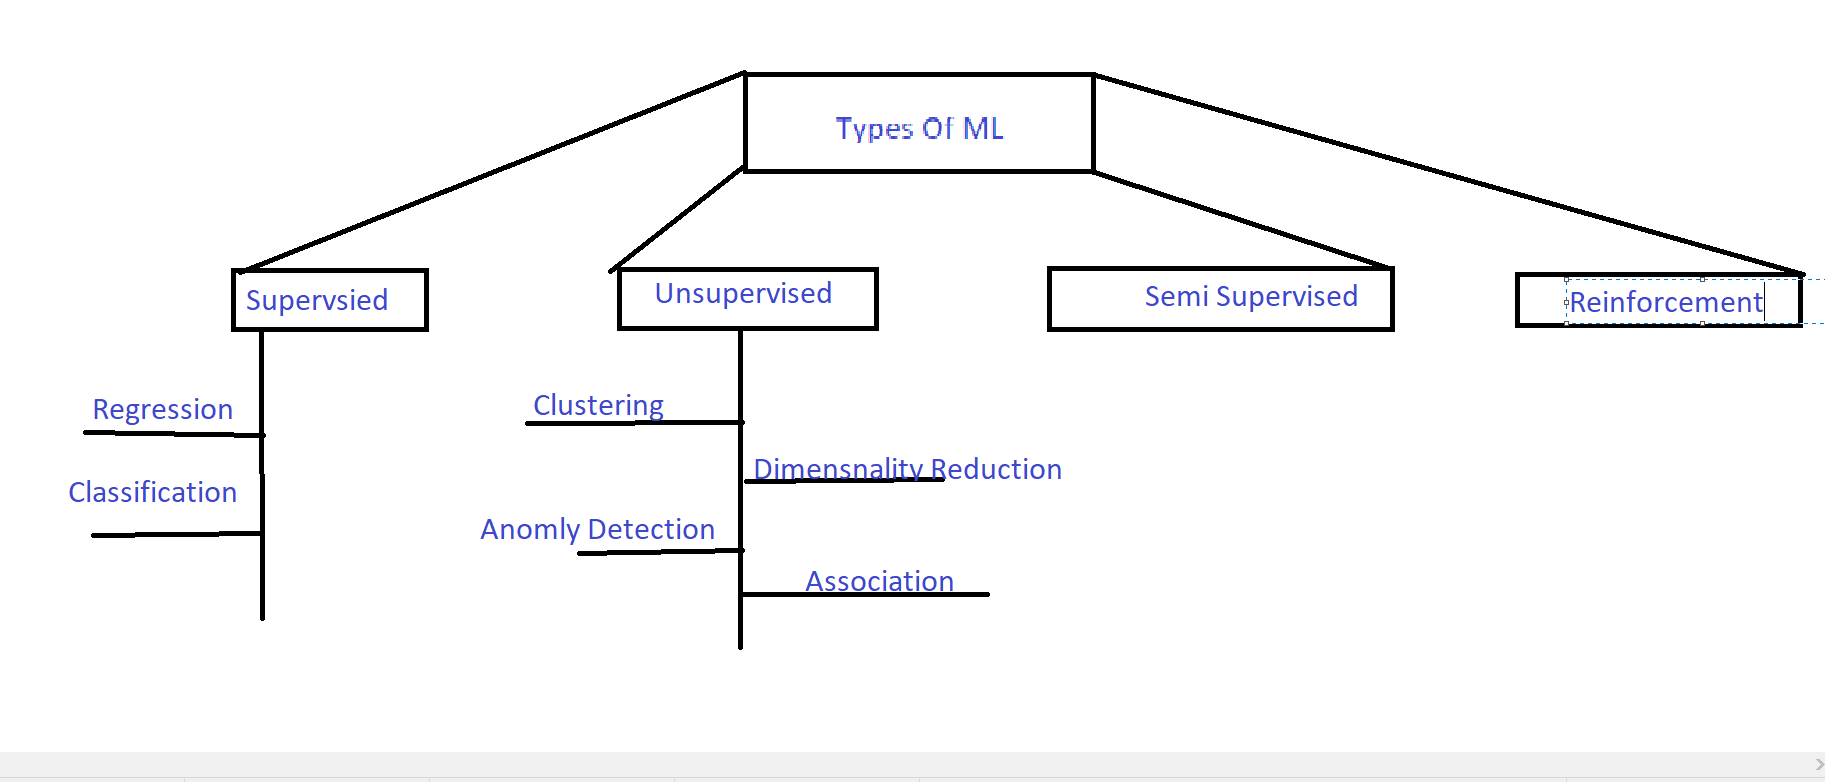 Types Of ML
Supervsied
Unsupervised
Semi Supervised
Reinforcement
Regression
Classification
Clustering
Dimensnality Reduction
Anomly Detection
Association